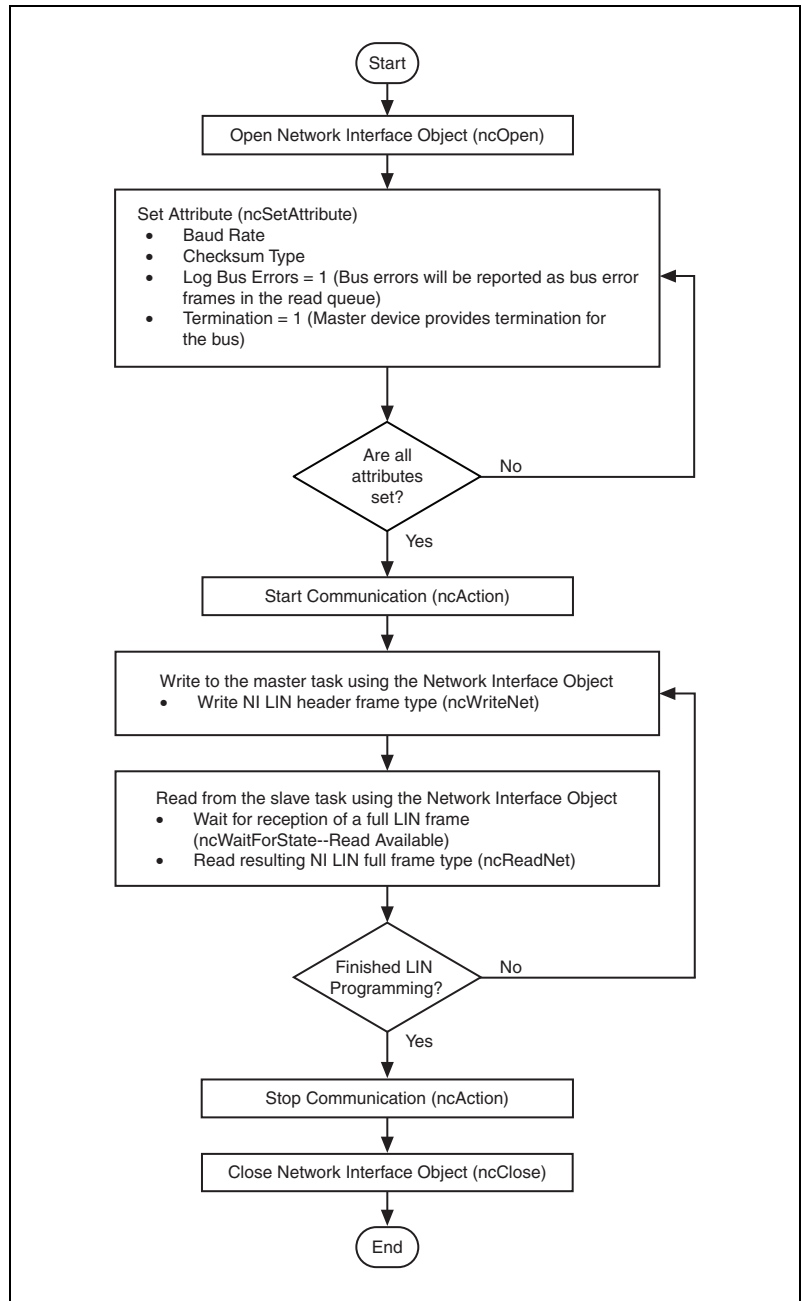 Start
Open Network Interface Object (ncOpen)
Set Attribute (ncSetAttribute)
• Baud Rate
• Checksum Type
• Log Bus Errors = 1 (Bus errors will be reported as bus error
frames in the read queue)
• Termination = 1 (Master device provides termination for
the bus)
Are all
attributes
set?
No
Yes
Start Communication (ncAction)
Write to the master task using the Network Interface Object
• Write NI LIN header frame type (ncWriteNet)
Read from the slave task using the Network Interface Object
• Wait for reception of a full LIN frame
(ncWaitForState--Read Available)
• Read resulting NI LIN full frame type (ncReadNet)
Finished LIN
Programming?
No
Yes
Stop Communication (ncAction)
Close Network Interface Object (ncClose)
End